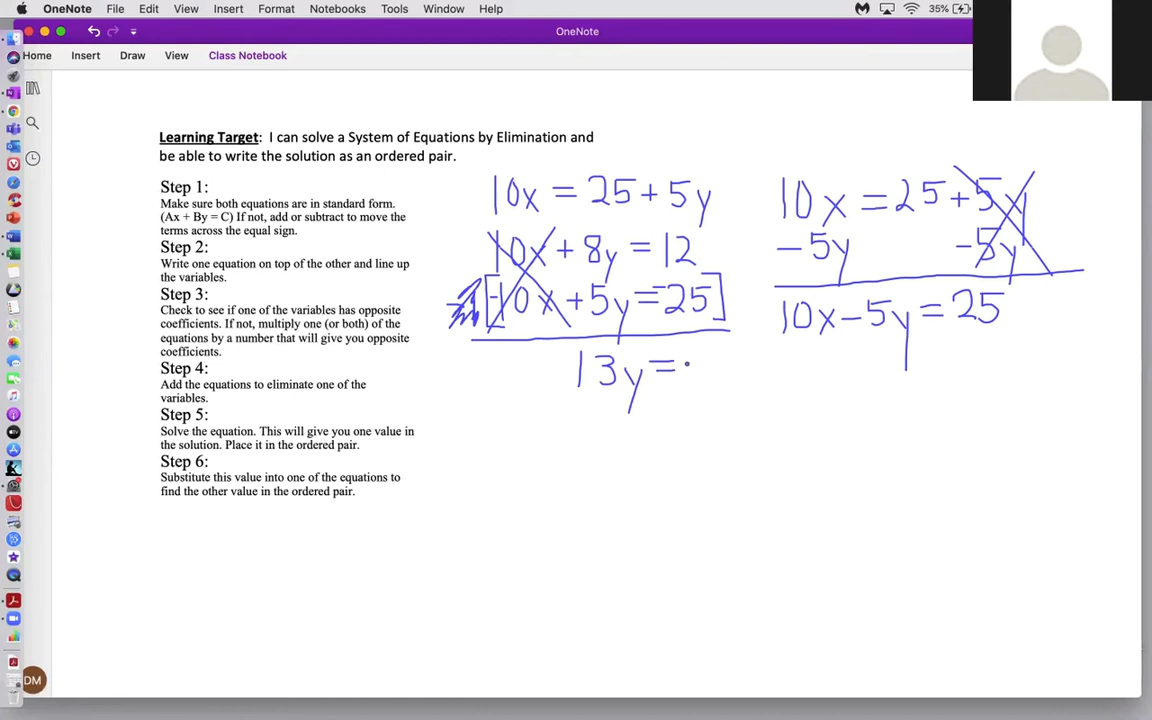 OneNote File Edit View Insert Format Notebooks Tools Window Help 35%
OneNote
Home Insert Draw View Class Notebook
Learning Target: I can solve a System of Equations by Elimination and
be able to write the solution as an ordered pair.
Step 1:
Make sure both equations are in standard form.
(Ax + By = C) If not, add or subtract to move the
terms across the equal sign.
Step 2:
Write one equation on top of the other and line up
the variables.
Step 3:
Check to see if one of the variables has opposite
coefficients. If not, multiply one (or both) of the
equations by a number that will give you opposite
coefficients.
Step 4:
Add the equations to eliminate one of the
variables.
Step 5:
Solve the equation. This will give you one value in
the solution. Place it in the ordered pair.
Step 6:
Substitute this value into one of the equations to
find the other value in the ordered pair.
10x = 25 + 5y
10x + 8y = 12
[-10x + 5y = -25]
13y =
10x = 25 + 5y
-5y -5y
10x - 5y = 25
DM